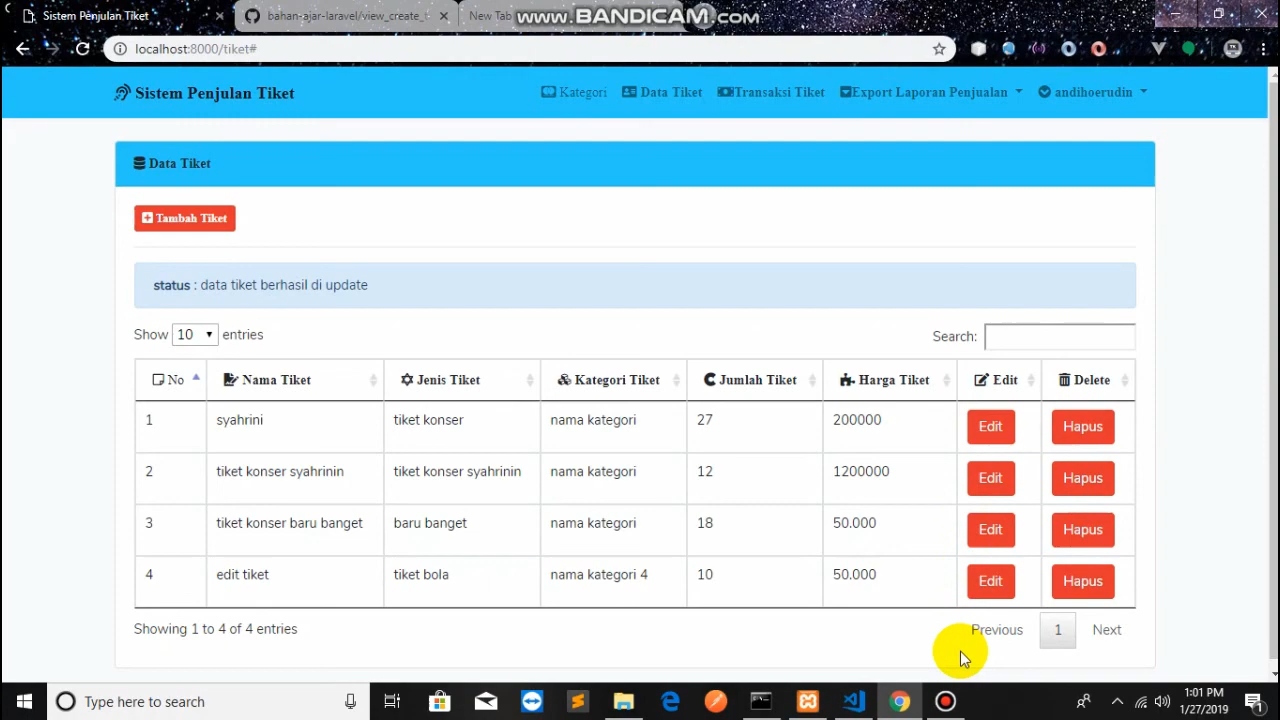 Sistem Penjulan Tiket
bahan-ajar-laravel/view_create_t
New Tab
www.BANDICAM.com
localhost:8000/tiket#
Sistem Penjulan Tiket
Kategori
Data Tiket
Transaksi Tiket
Export Laporan Penjualan
andihoerudin
Data Tiket
Tambah Tiket
status : data tiket berhasil di update
Show 10 entries
Search:
No Nama Tiket Jenis Tiket Kategori Tiket Jumlah Tiket Harga Tiket Edit Delete
1 syahrini tiket konser nama kategori 27 200000 Edit Hapus
2 tiket konser syahrinin tiket konser syahrinin nama kategori 12 1200000 Edit Hapus
3 tiket konser baru banget baru banget nama kategori 18 50.000 Edit Hapus
4 edit tiket tiket bola nama kategori 4 10 50.000 Edit Hapus
Showing 1 to 4 of 4 entries
Previous 1 Next
Type here to search
1:01 PM
1/27/2019